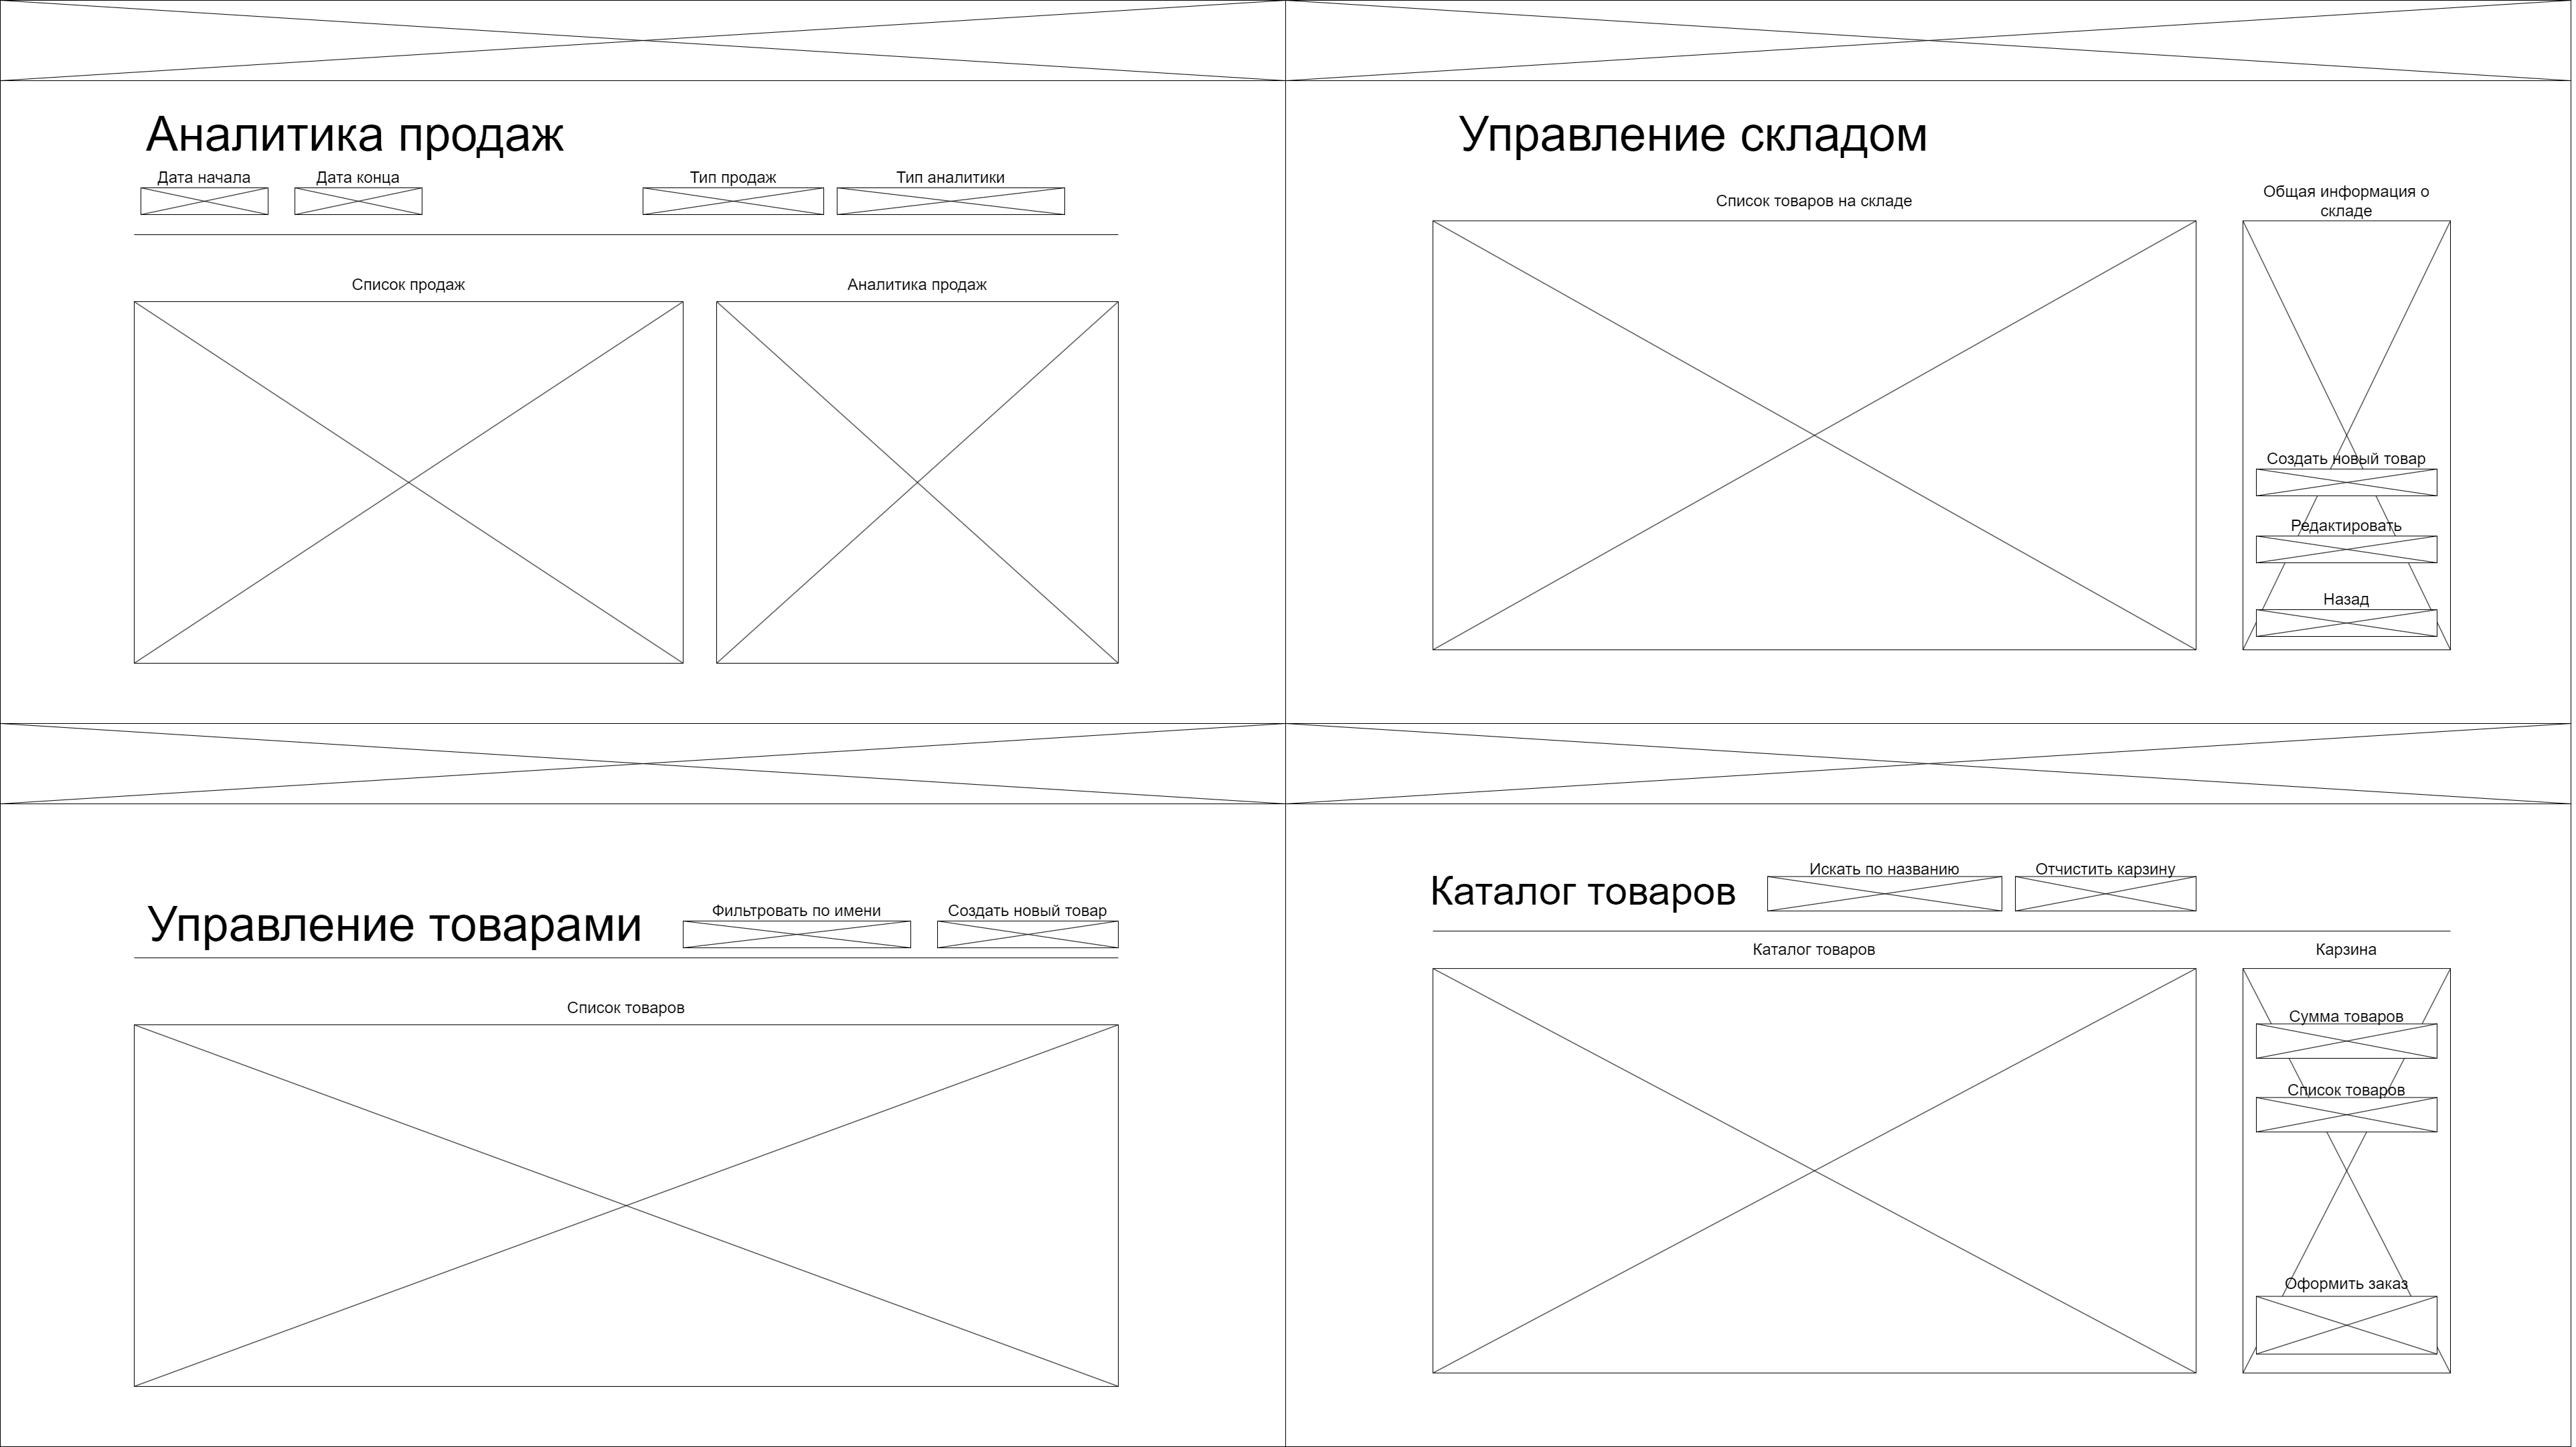 Аналитика продаж
Дата начала
Дата конца
Тип продаж
Тип аналитики
Список продаж
Аналитика продаж
Управление складом
Список товаров на складе
Общая информация о
складе
Создать новый товар
Редактировать
Назад
Управление товарами
Фильтровать по имени
Создать новый товар
Список товаров
Каталог товаров
Искать по названию
Отчистить карзину
Каталог товаров
Карзина
Сумма товаров
Список товаров
Оформить заказ